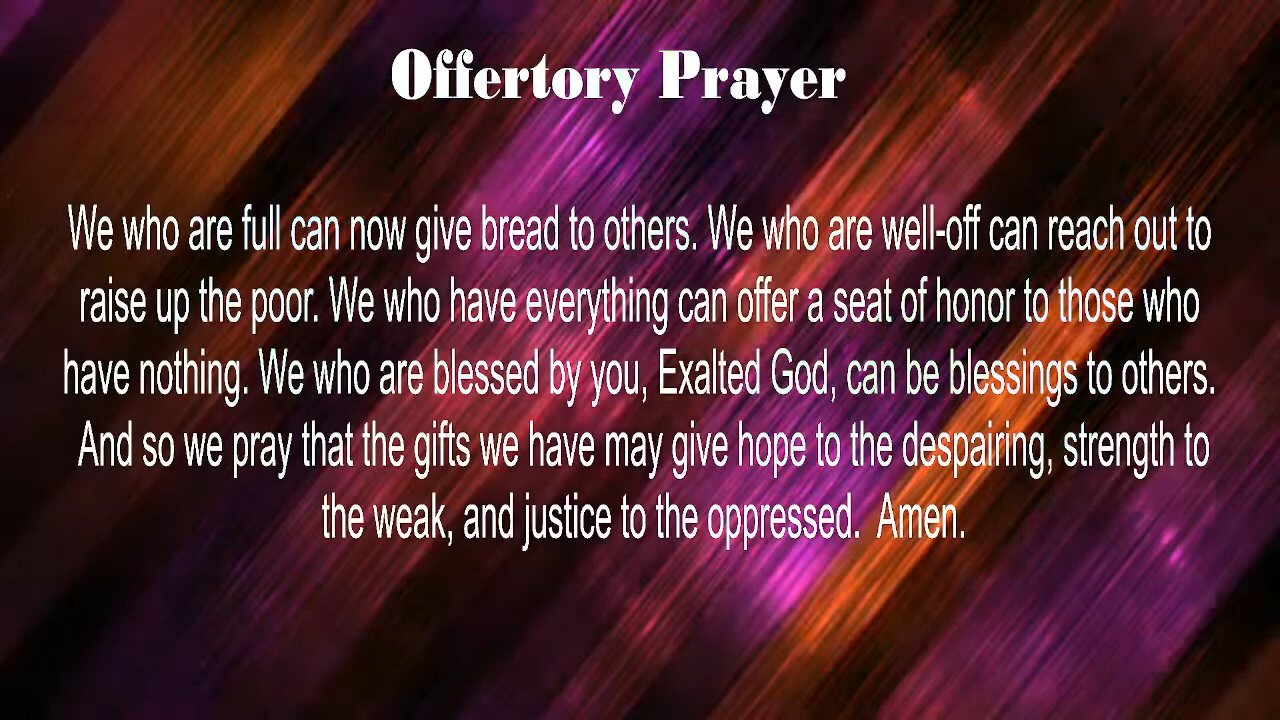 Offertory Prayer
We who are full can now give bread to others. We who are well-off can reach out to
raise up the poor. We who have everything can offer a seat of honor to those who
have nothing. We who are blessed by you, Exalted God, can be blessings to others.
And so we pray that the gifts we have may give hope to the despairing, strength to
the weak, and justice to the oppressed.  Amen.